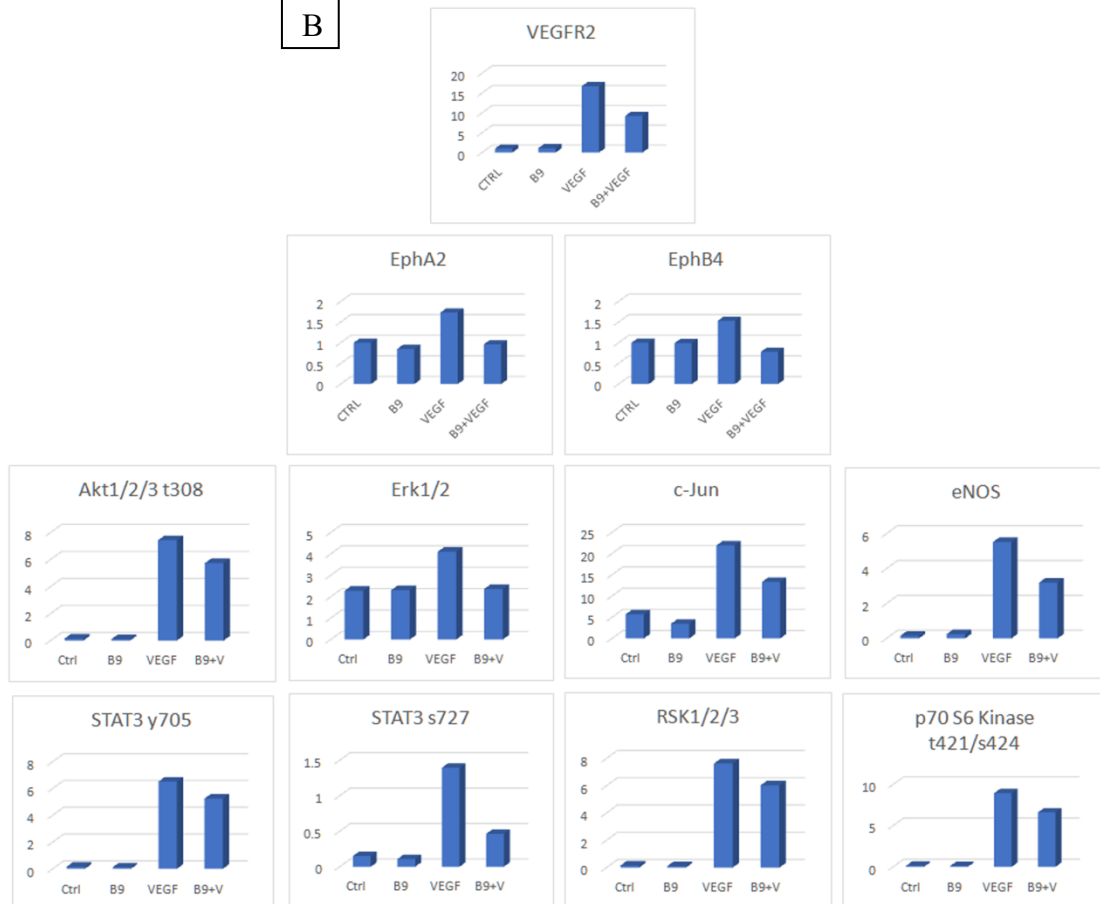 B
VEGFR2
20
15
10
5
0
CTRL
B9
VEGF
B9+VEGF
EphA2
2
1.5
1
0.5
0
CTRL
B9
VEGF
B9+VEGF
EphB4
2
1.5
1
0.5
0
CTRL
B9
VEGF
B9+VEGF
Akt1/2/3 t308
8
6
4
2
0
Ctrl B9 VEGF B9+V
Erk1/2
5
4
3
2
1
0
Ctrl B9 VEGF B9+V
c-Jun
25
20
15
10
5
0
Ctrl B9 VEGF B9+V
eNOS
6
4
2
0
Ctrl B9 VEGF B9+V
STAT3 y705
8
6
4
2
0
Ctrl B9 VEGF B9+V
STAT3 s727
1.5
1
0.5
0
Ctrl B9 VEGF B9+V
RSK1/2/3
8
6
4
2
0
Ctrl B9 VEGF B9+V
p70 S6 Kinase
t421/s424
10
5
0
Ctrl B9 VEGF B9+V